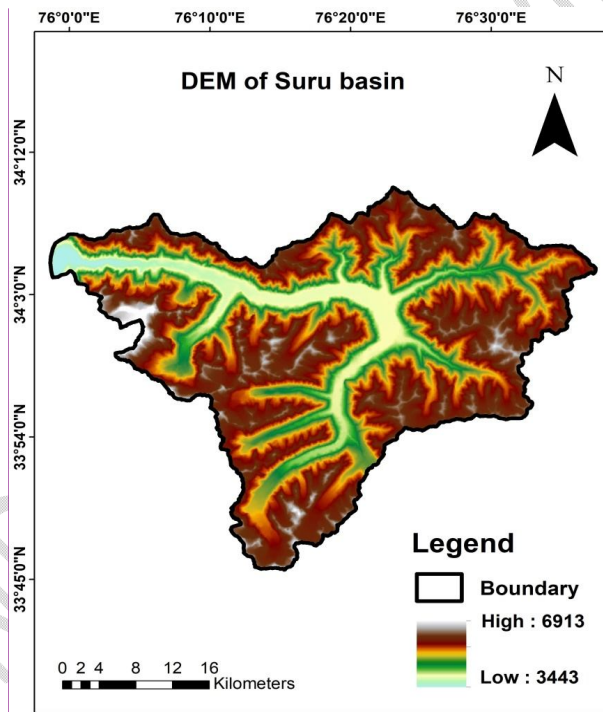 76°0'0"E 76°10'0"E 76°20'0"E 76°30'0"E
DEM of Suru basin
N
34°12'0"N
34°3'0"N
33°54'0"N
33°45'0"N
Legend
Boundary
High : 6913
Low : 3443
0 2 4 8 12 16
Kilometers